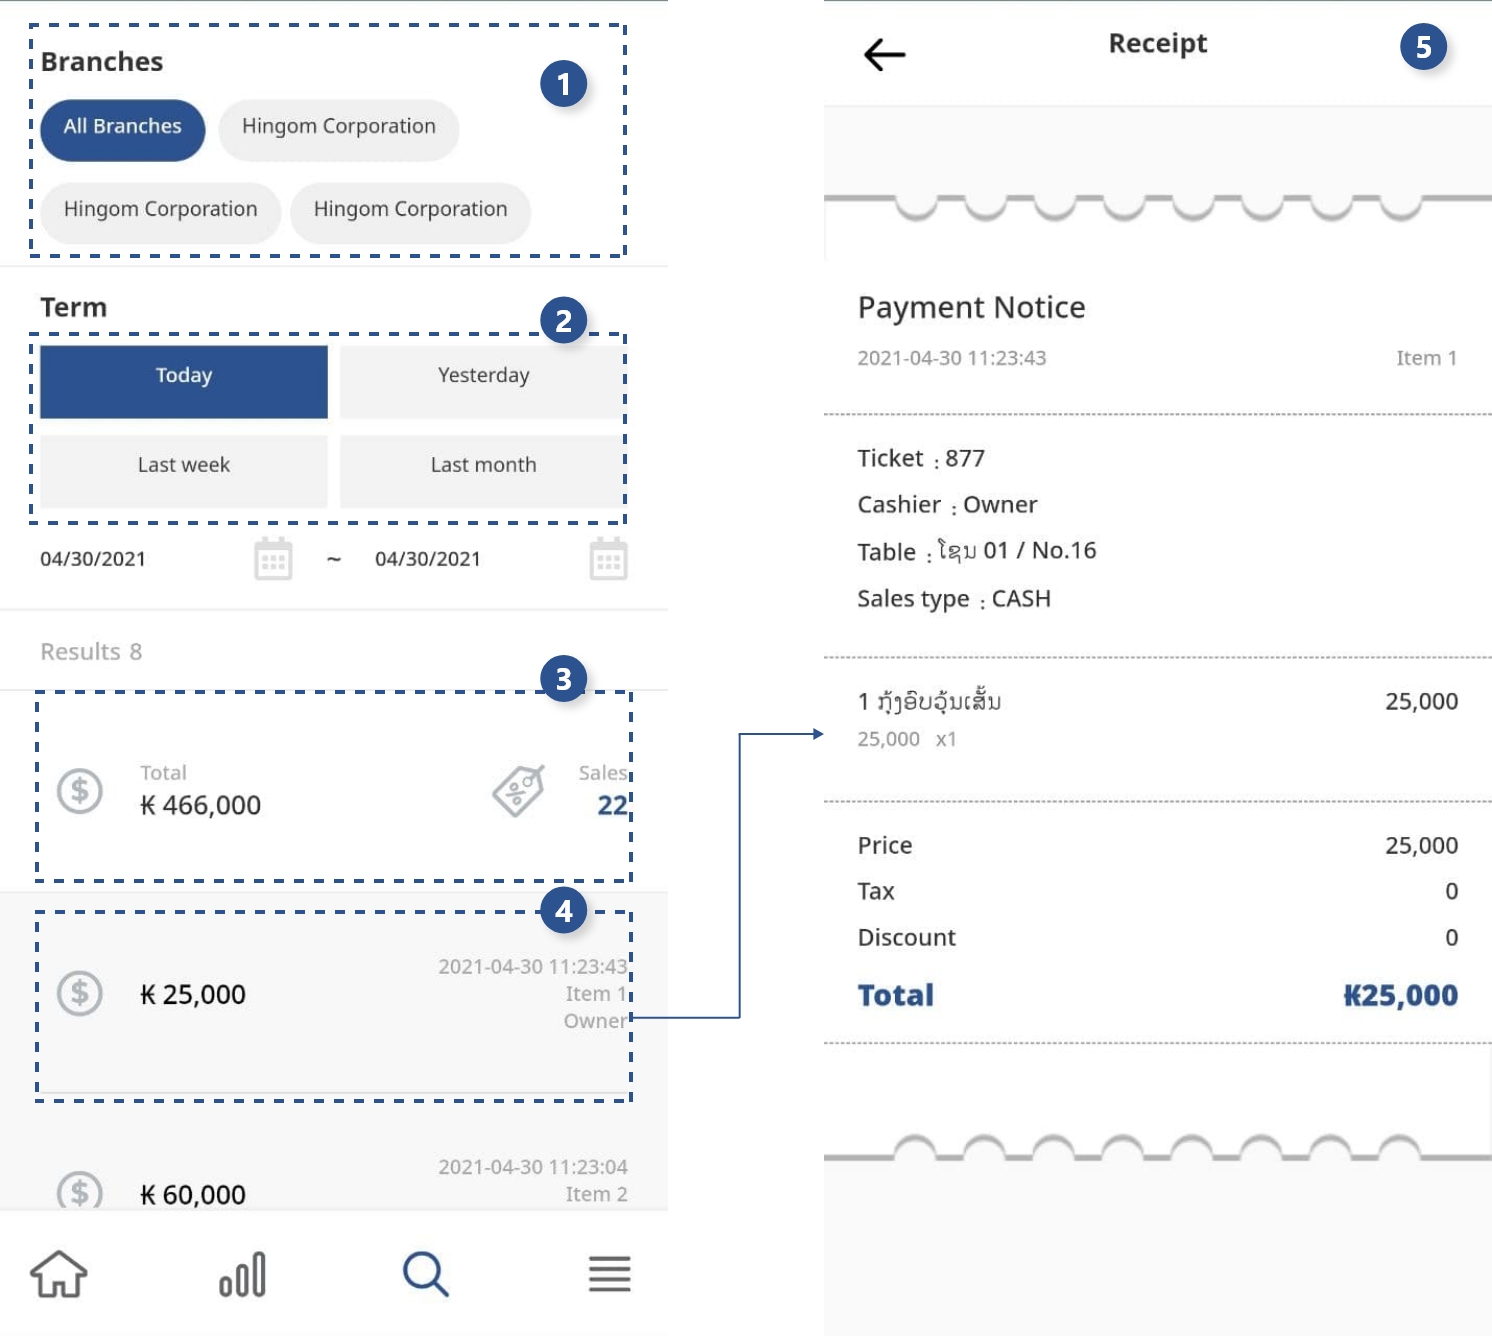 Branches
1
All Branches
Hingom Corporation
Hingom Corporation
Hingom Corporation
Term
2
Today
Yesterday
Last week
Last month
04/30/2021 ~ 04/30/2021
Results 8
3
Total
Sales
₭ 466,000
22
4
2021-04-30 11:23:43
₭ 25,000
Item 1
Owner
2021-04-30 11:23:04
₭ 60,000
Item 2
Receipt
5
Payment Notice
2021-04-30 11:23:43
Item 1
Ticket : 877
Cashier : Owner
Table : ໂຊນ 01 / No.16
Sales type : CASH
1 ກຸ້ງອົບວຸ້ນເສັ້ນ
25,000
25,000 x1
Price 25,000
Tax 0
Discount 0
Total ₭25,000